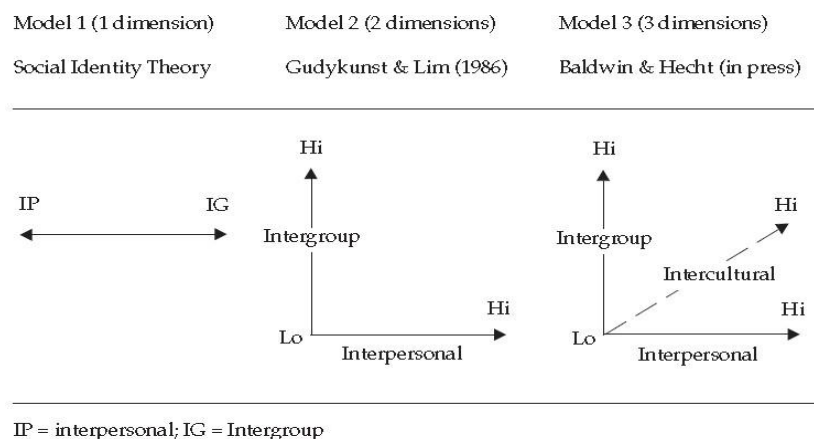 Model 1 (1 dimension)
Model 2 (2 dimensions)
Model 3 (3 dimensions)
Social Identity Theory
Gudykunst & Lim (1986)
Baldwin & Hecht (in press)
IP
IG
Hi
Intergroup
Hi
Lo
Interpersonal
Hi
Hi
Intergroup
Intercultural
Hi
Lo
Interpersonal
IP = interpersonal; IG = Intergroup